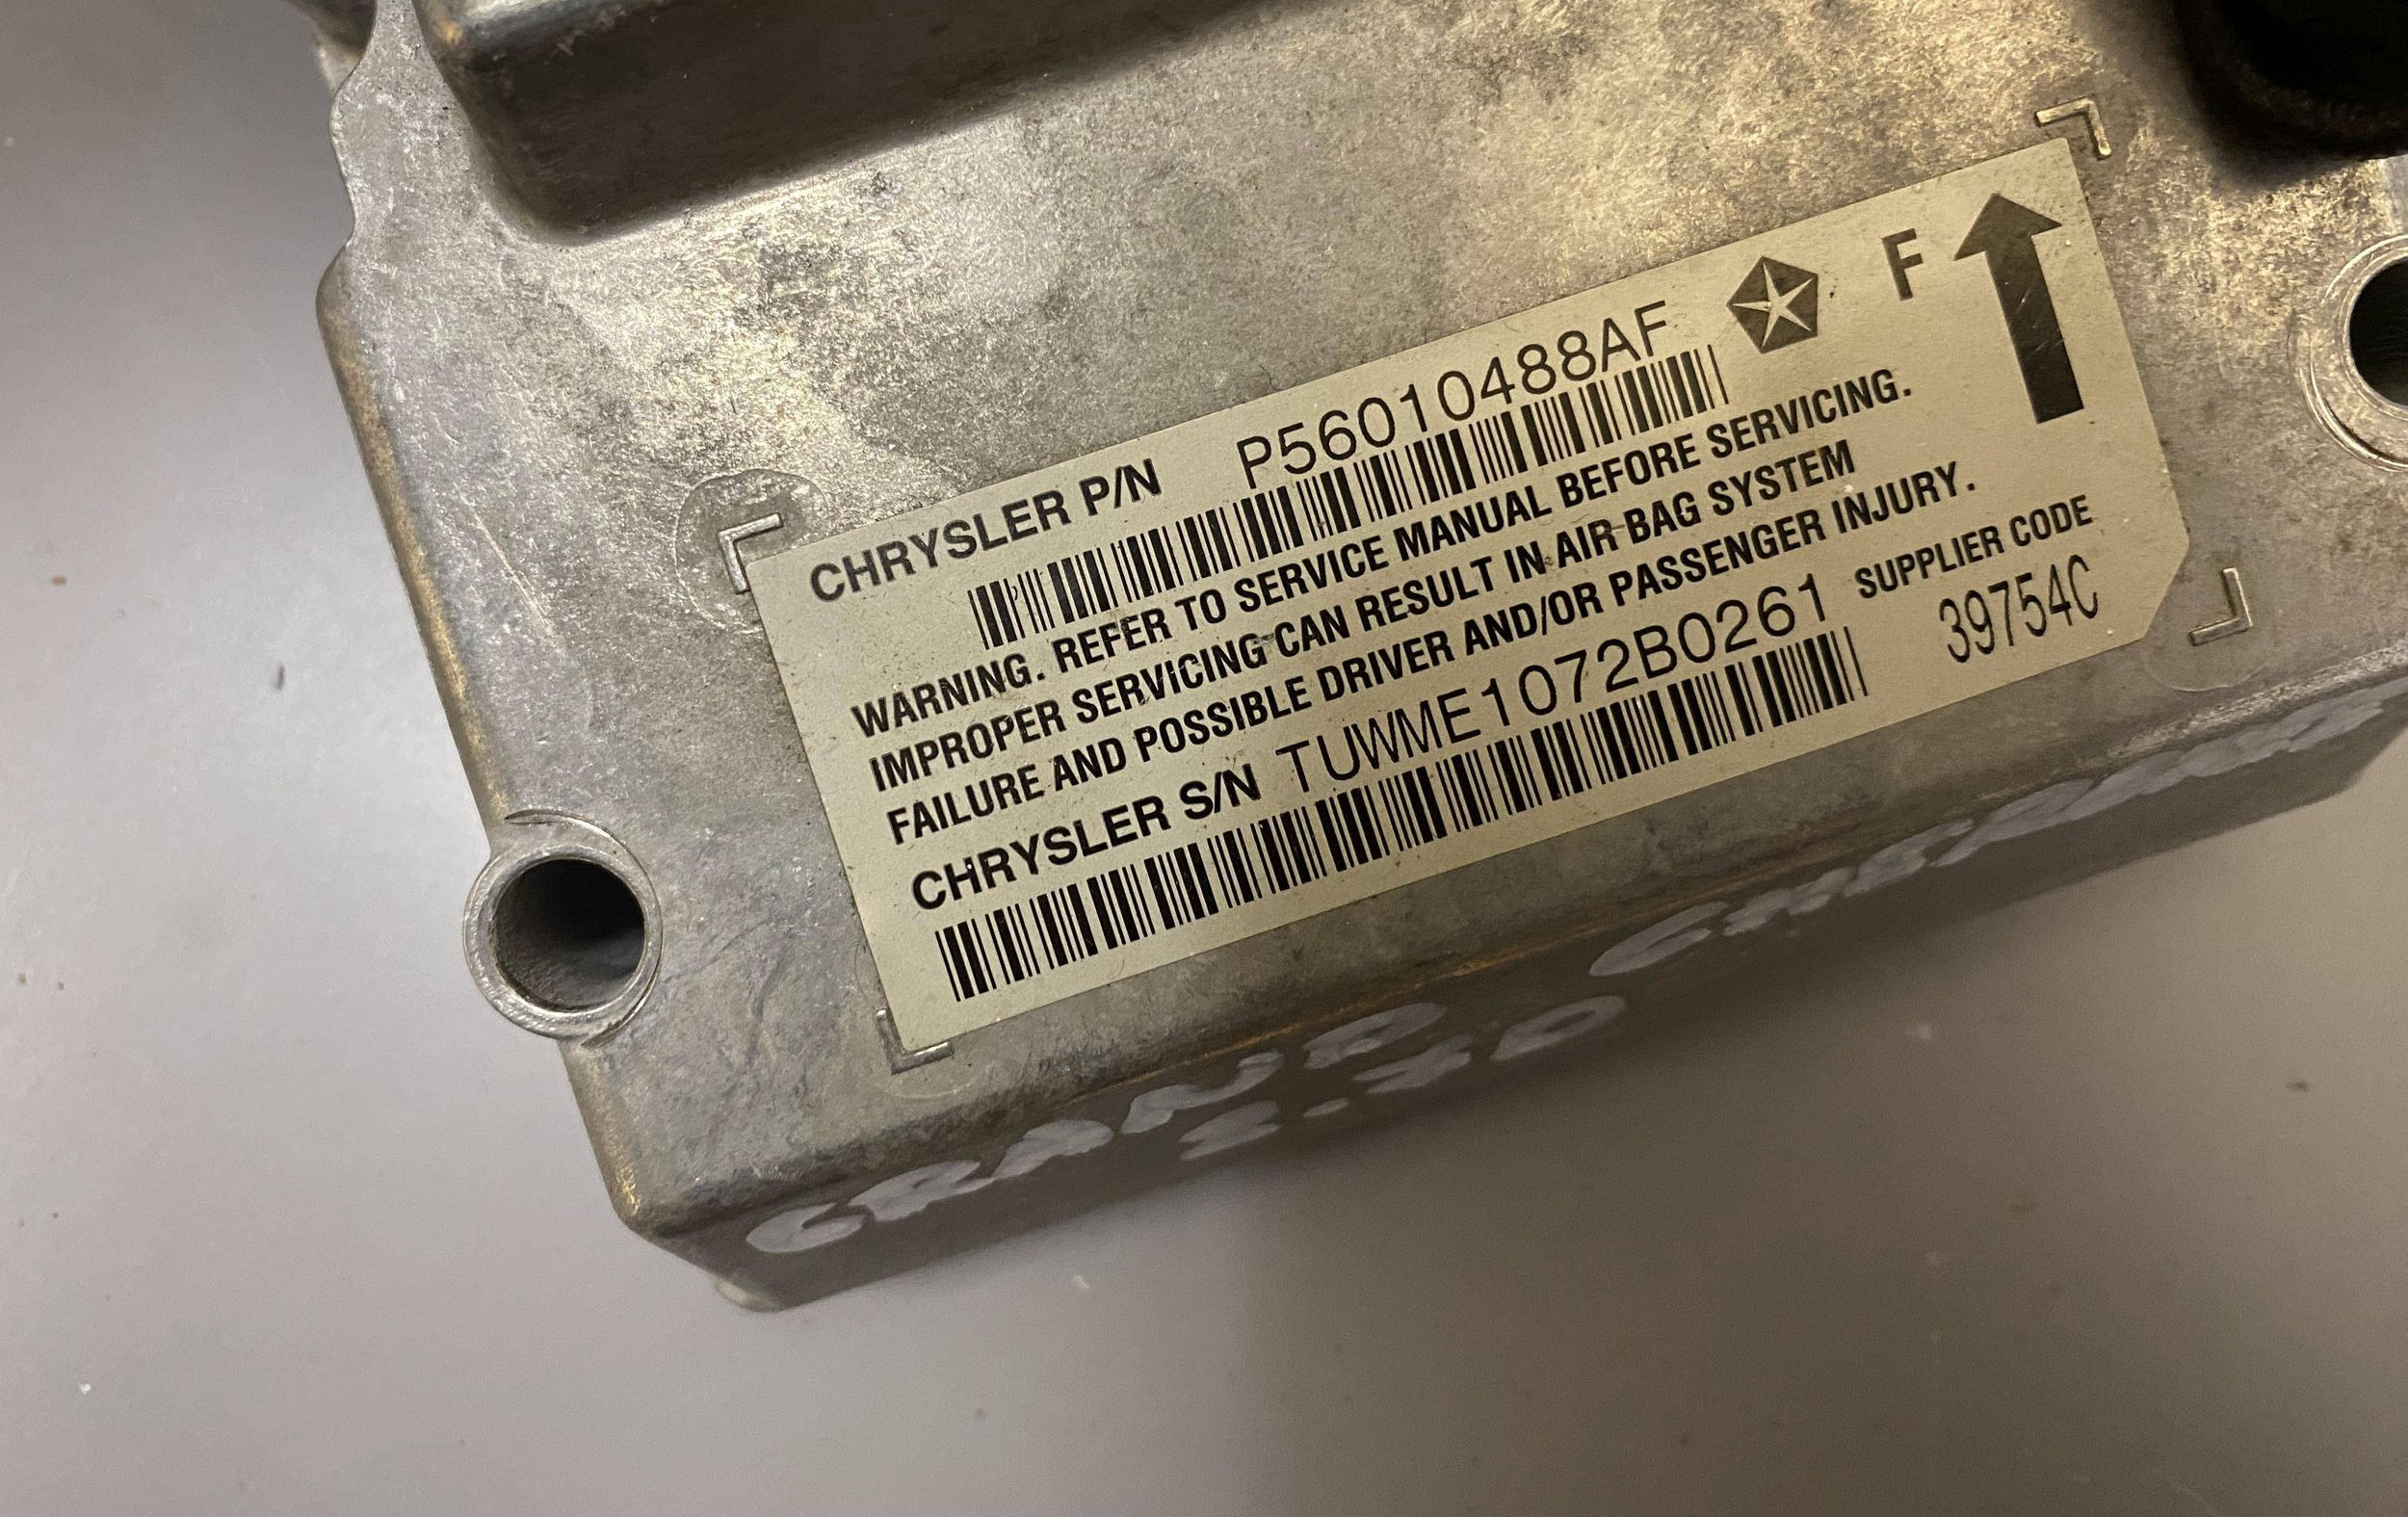 CHRYSLER P/N P56010488AF F
WARNING. REFER TO SERVICE MANUAL BEFORE SERVICING.
IMPROPER SERVICING CAN RESULT IN AIR BAG SYSTEM
FAILURE AND POSSIBLE DRIVER AND/OR PASSENGER INJURY.
CHRYSLER S/N TUWME1072B0261
SUPPLIER CODE
39754C
GRAND